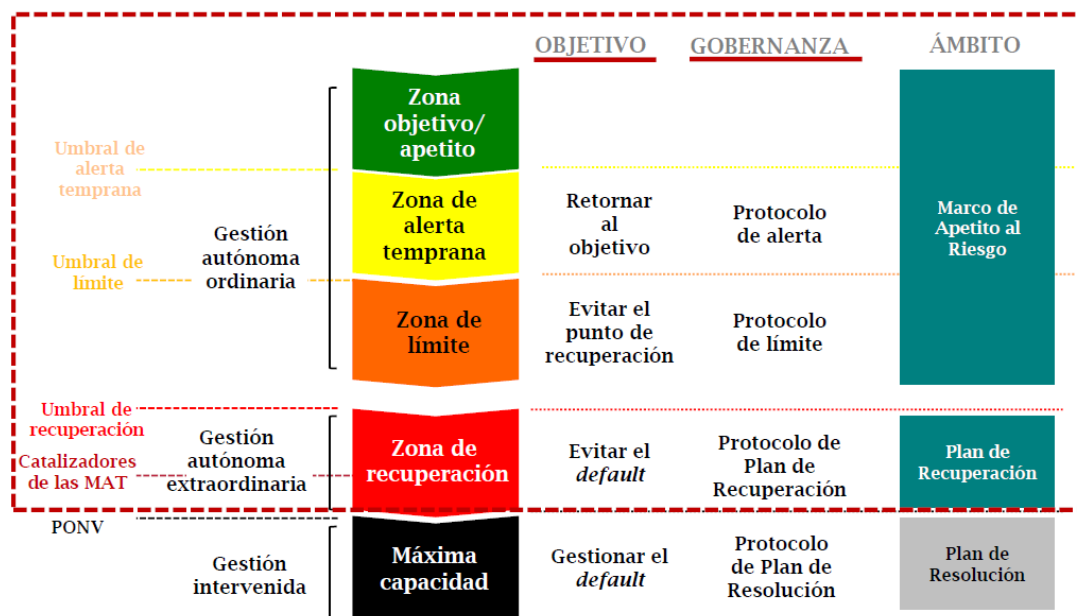 OBJETIVO
GOBERNANZA
ÁMBITO
Zona
objetivo/
apetito
Umbral de
alerta
temprana
Zona de
alerta
temprana
Retornar
al
objetivo
Protocolo
de alerta
Marco de
Apetito al
Riesgo
Gestión
autónoma
ordinaria
Umbral de
límite
Zona de
límite
Evitar el
punto de
recuperación
Protocolo
de límite
Umbral de
recuperación
Catalizadores
de las MAT
Gestión
autónoma
extraordinaria
Zona de
recuperación
Evitar el
default
Protocolo de
Plan de
Recuperación
Plan de
Recuperación
PONV
Gestión
intervenida
Máxima
capacidad
Gestionar el
default
Protocolo
de Plan de
Resolución
Plan de
Resolución